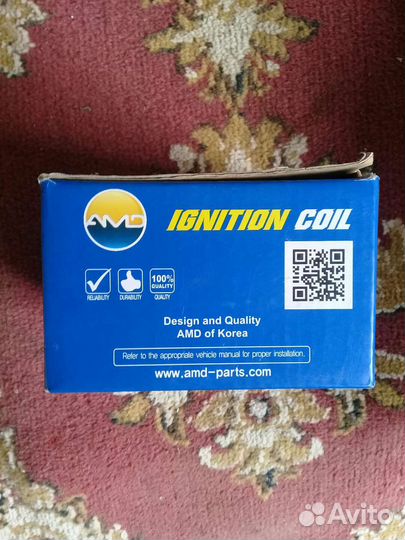 AMD
IGNITION COIL
100%
QUALITY
RELIABILITY DURABILITY QUALITY
Design and Quality
AMD of Korea
Refer to the appropriate vehicle manual for proper installation.
www.amd-parts.com
Avito